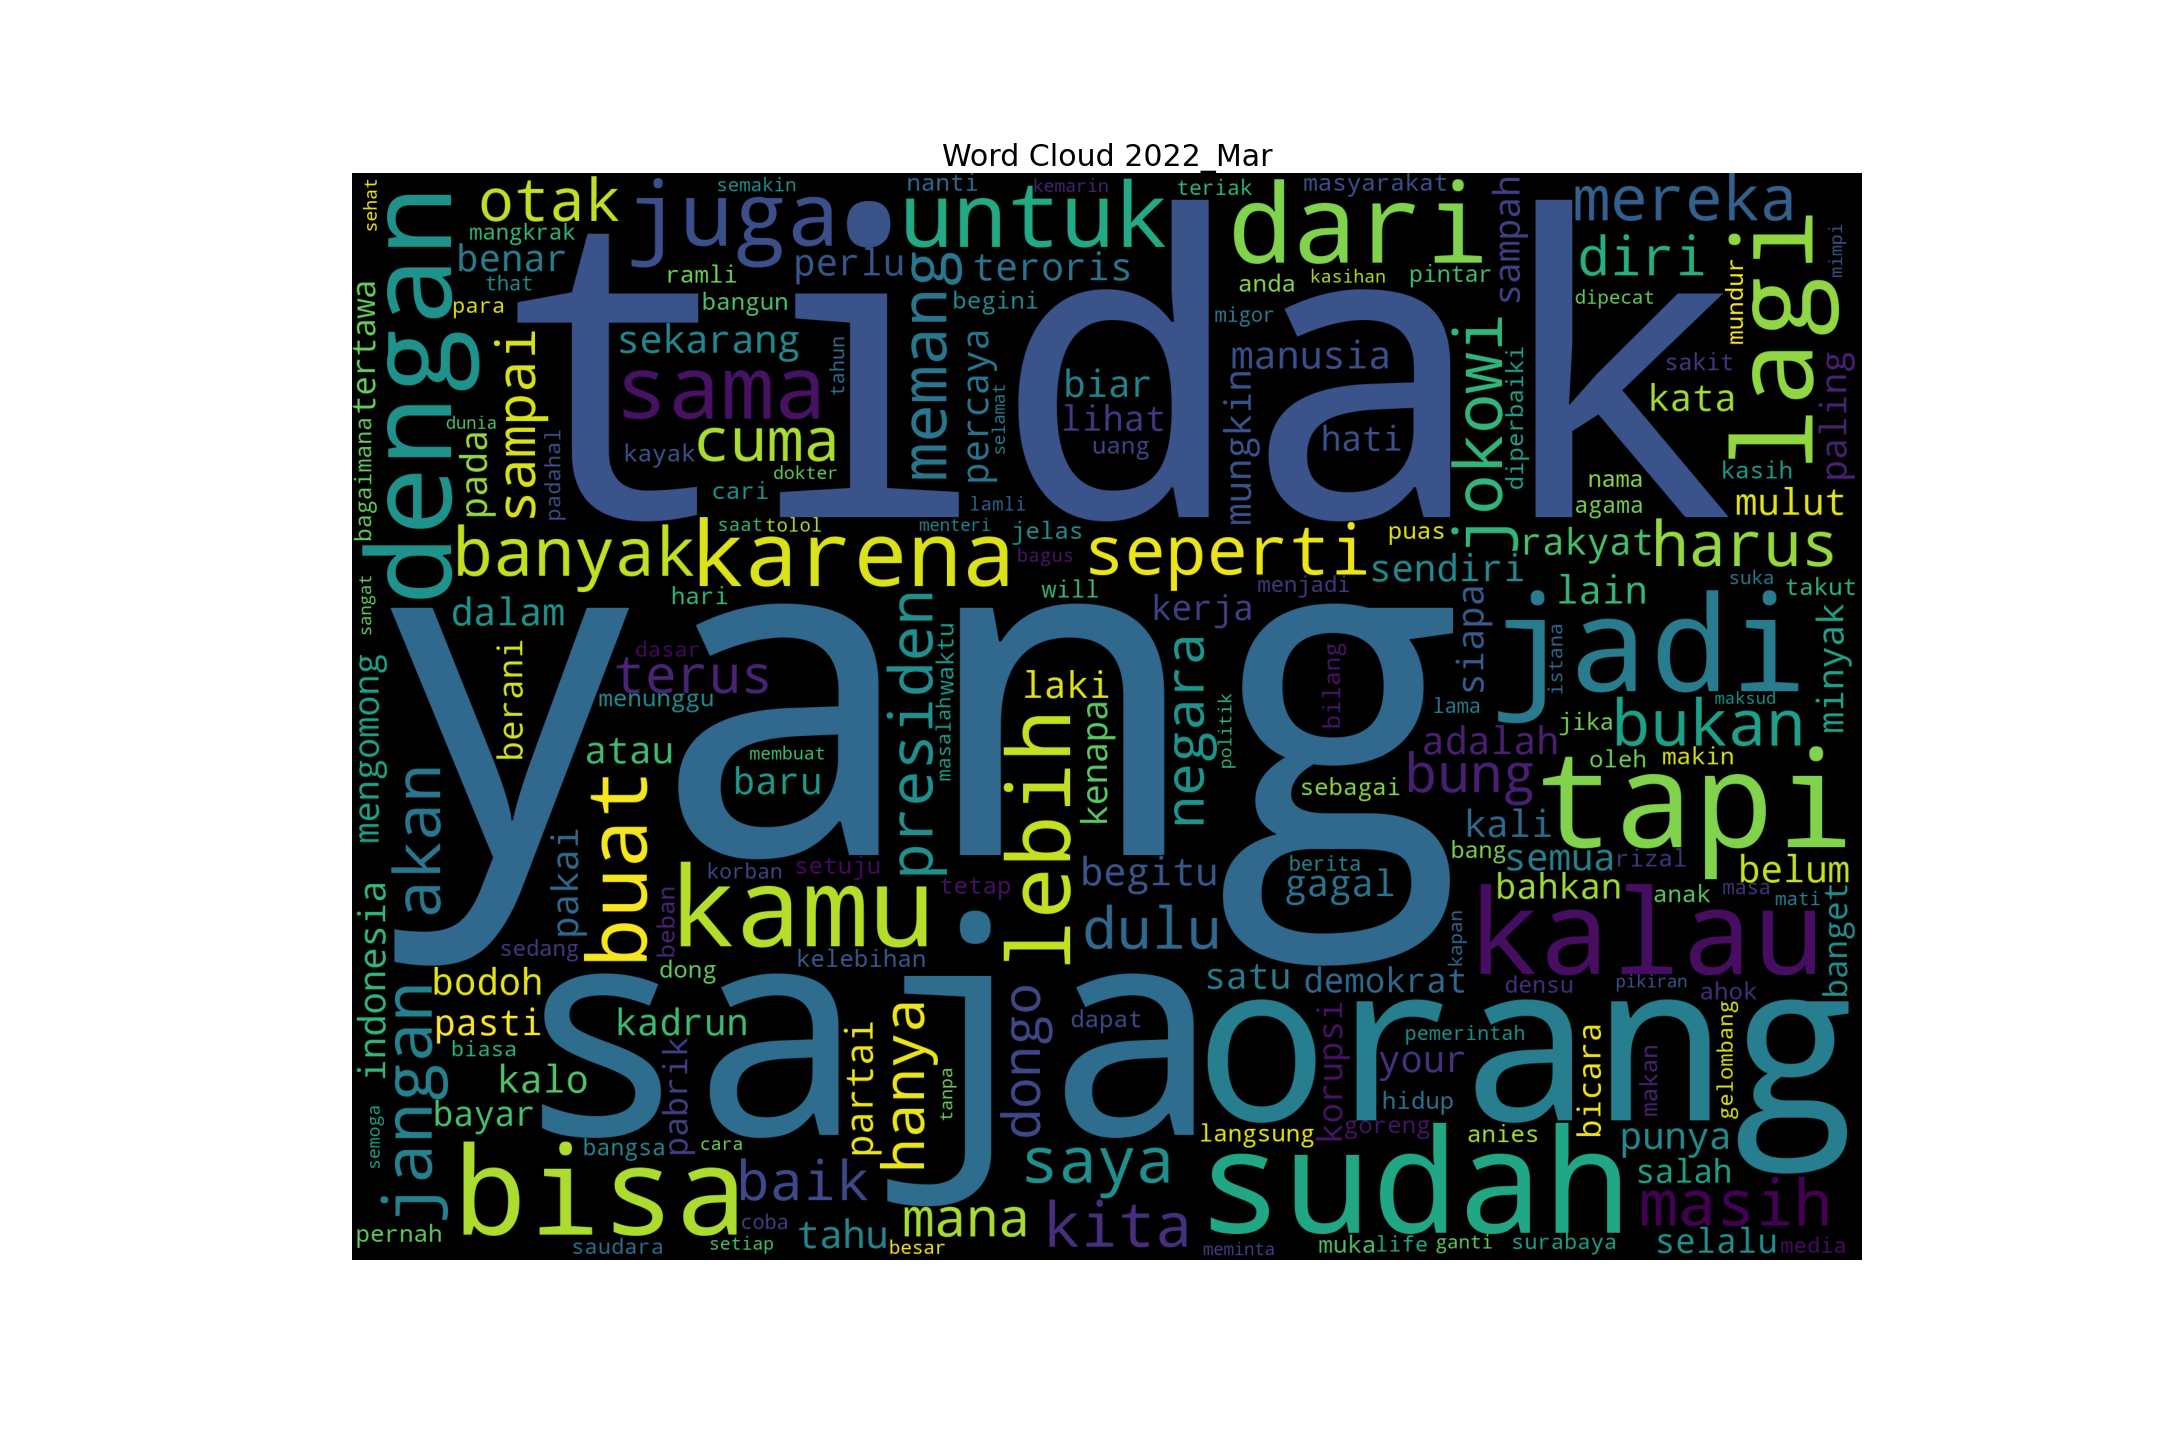 Word Cloud 2022_Mar
sehat
otak
juga
semakin
nanti
untuk
kemarin
teriak
dari
masyarakat
sampah
mereka
lagi
mangkrak
benar
that
para
dengan
ramli
bangun
perlu
memang
teroris
begini
anda
kasihan
pintar
diri
dipecat
mundur
mimpi
tidak
bagaimana
tertawa
sampai
sekarang
sama
tahun
percaya
selamat
migor
manusia
biar
lihat
uang
mungkin
hati
jokowi
diperbaiki
sakit
kata
paling
dunia
pada
padahal
kayak
cuma
dokter
cari
lamli
nama
agama
kasih
mulut
banyak
saat
tolol
karena
menteri
jelas
bagus
seperti
puas
sendiri
rakyat
harus
sangat
dalam
hari
will
kerja
menjadi
siapa
lain
suka
takut
yang
jadi
istana
minyak
mengomong
berani
dasar
terus
menunggu
presiden
masalah
waktu
laki
lebih
kenapa
negara
politik
bilang
lama
maksud
jika
bukan
adalah
bung
oleh
makin
tapi
atau
membuat
baru
sebagai
akan
buat
pakai
korban
setuju
kamu
tetap
begitu
berita
gagal
kali
bang
semua
rizal
belum
bahkan
anak
masa
mati
banget
indonesia
sedang
beban
kelebihan
dulu
kapan
kalau
jangan
bodoh
dong
pasti
kadrun
biasa
saja
satu
demokrat
densu
pikiran
ahok
orang
kalo
bayar
pabrik
partai
hanya
tanpa
dongo
dapat
korupsi
pemerintah
your
hidup
bicara
makan
gelombang
semoga
bangsa
cara
langsung
goreng
anies
punya
salah
bisa
baik
saya
sudah
masih
pernah
coba
saudara
setiap
tahu
mana
besar
kita
meminta
muka
life
ganti
surabaya
selalu
media